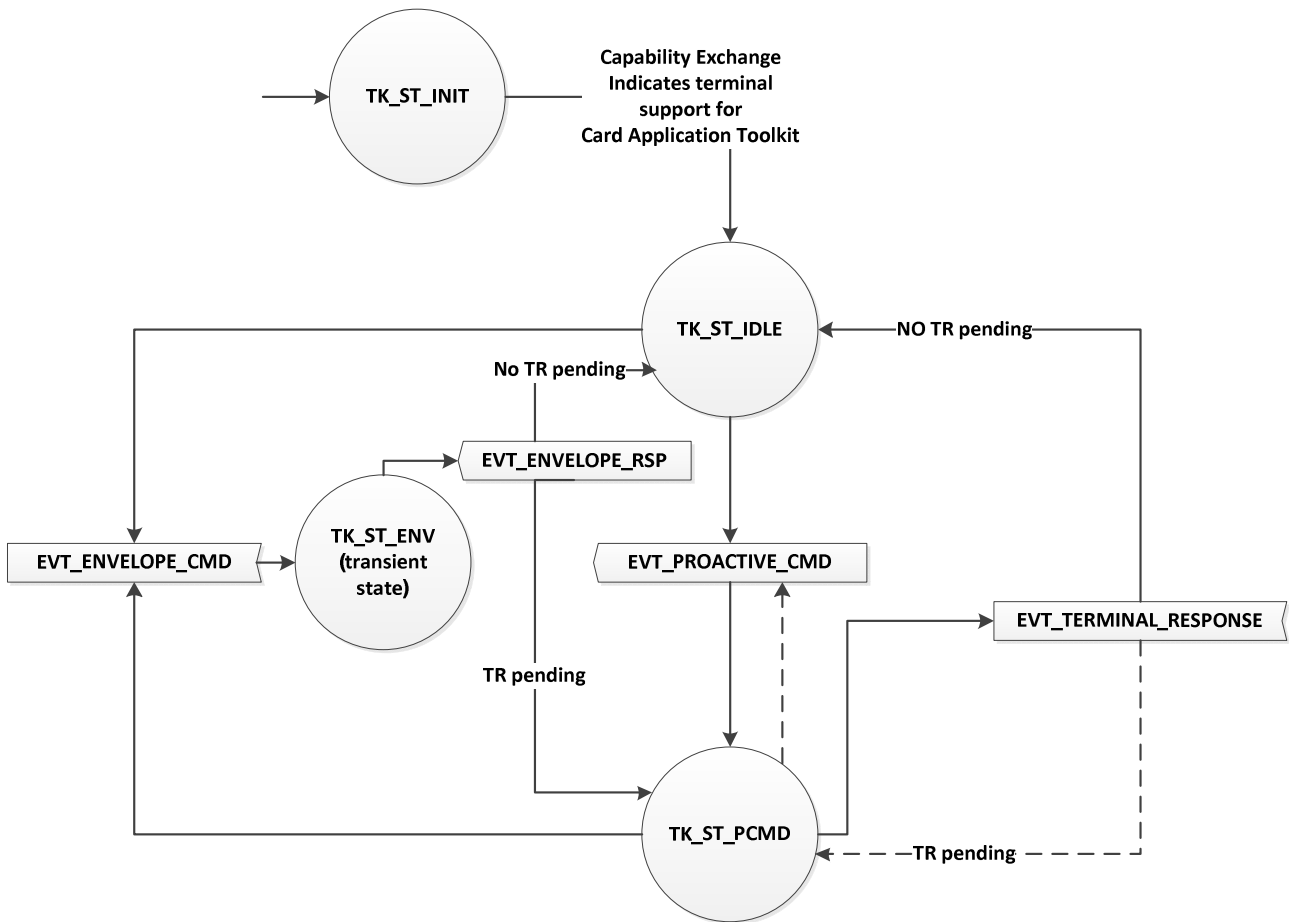 TK_ST_INIT
Capability Exchange
Indicates terminal
support for
Card Application Toolkit
TK_ST_IDLE
NO TR pending
No TR pending
EVT_ENVELOPE_RSP
TK_ST_ENV
(transient
state)
EVT_ENVELOPE_CMD
EVT_PROACTIVE_CMD
EVT_TERMINAL_RESPONSE
TR pending
TK_ST_PCMD
TR pending